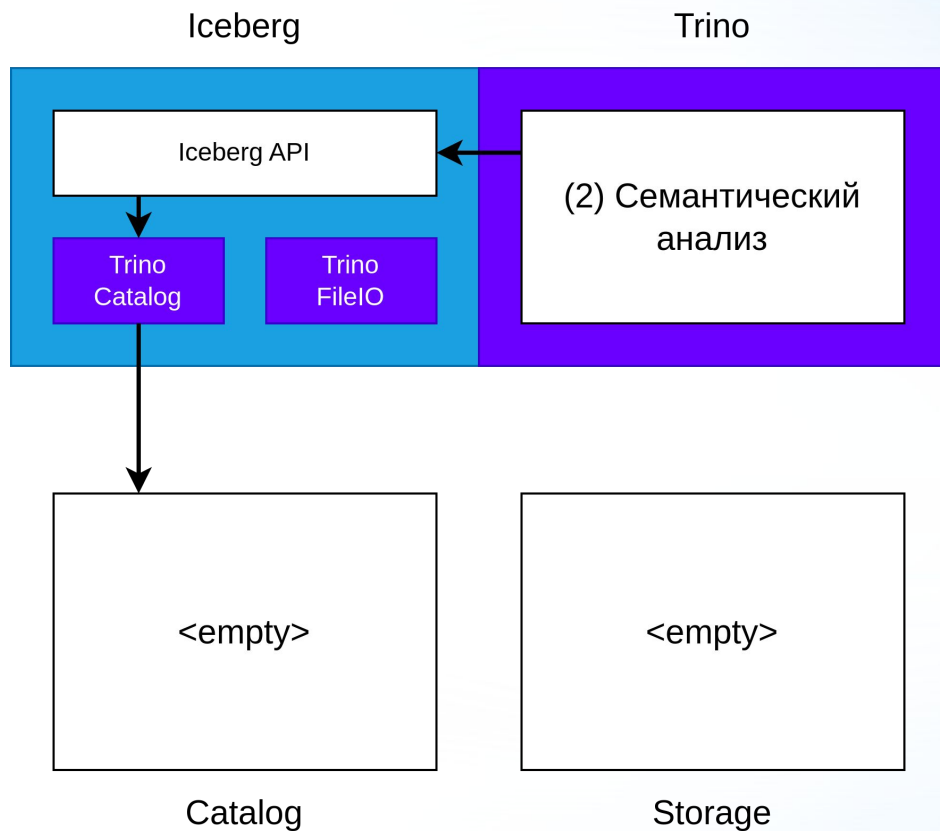 Iceberg
Trino
Iceberg API
(2) Семантический
анализ
Trino
Catalog
Trino
FileIO
<empty>
<empty>
Catalog
Storage